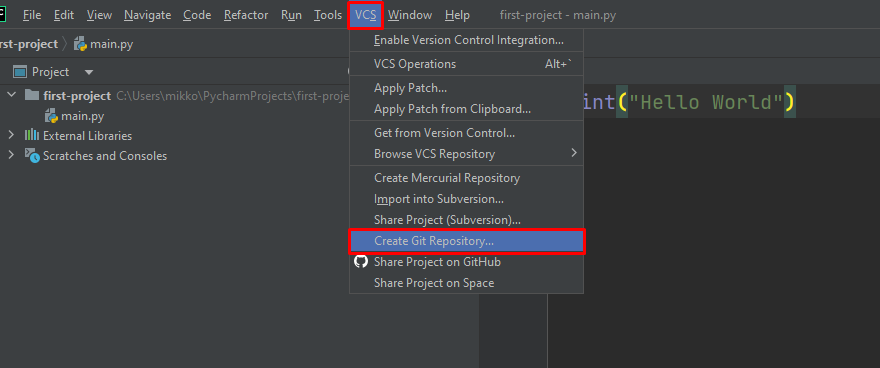 File Edit View Navigate Code Refactor Run Tools VCS Window Help first-project - main.py
rst-project main.py
Project
first-project C:\Users\mikko\PycharmProjects\first-proje
main.py
External Libraries
Scratches and Consoles
Enable Version Control Integration...
VCS Operations Alt+`
Apply Patch...
Apply Patch from Clipboard...
Get from Version Control...
Browse VCS Repository
Create Mercurial Repository
Import into Subversion...
Share Project (Subversion)...
Create Git Repository...
Share Project on GitHub
Share Project on Space
int("Hello World")